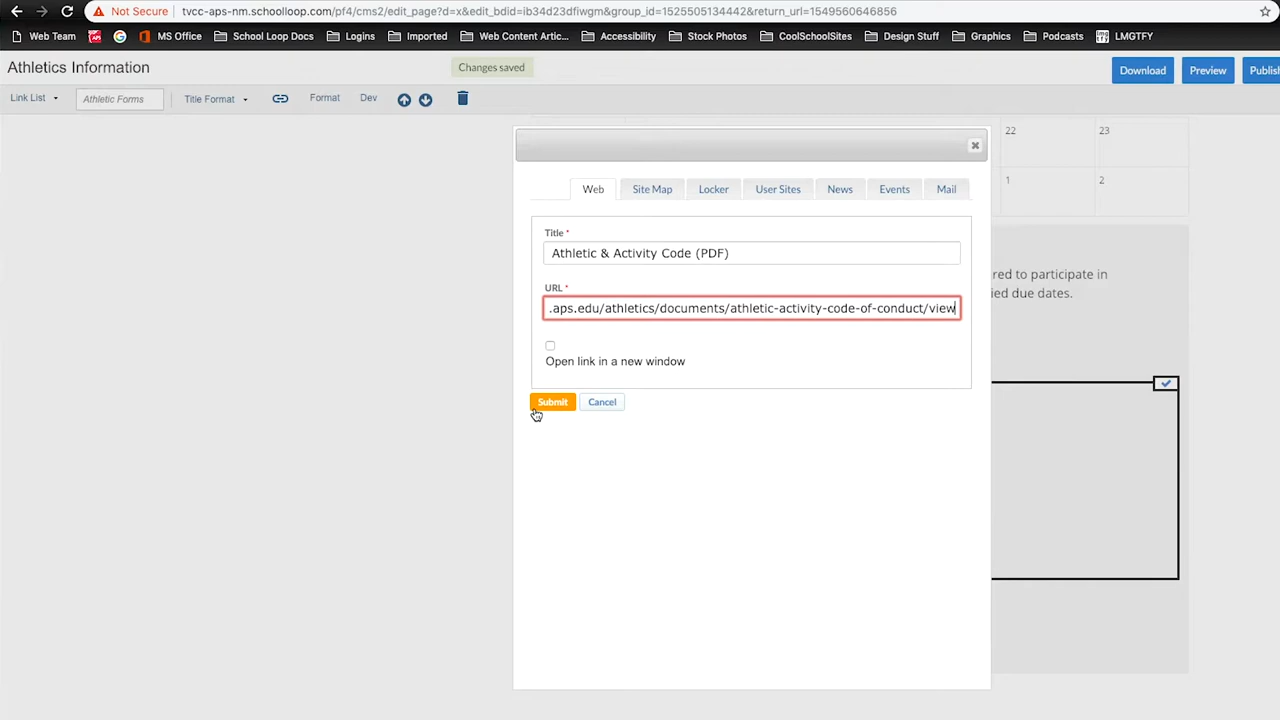 Not Secure tvcc-aps-nm.schoolloop.com/pf4/cms2/edit_page?d=x&edit_bdid=ib34d23dfiwgm&group_id=1525505134442&return_url=1549560646856
Web Team MS Office School Loop Docs Logins Imported Web Content Artic... Accessibility Stock Photos CoolSchoolSites Design Stuff Graphics Podcasts LMGTFY
Athletics Information Changes saved Download Preview Publis
Link List Athletic Forms Title Format Format Dev
22 23
1 2
Web Site Map Locker User Sites News Events Mail
Title *
Athletic & Activity Code (PDF)
red to participate in
URL *
ied due dates.
.aps.edu/athletics/documents/athletic-activity-code-of-conduct/view
Open link in a new window
Submit Cancel